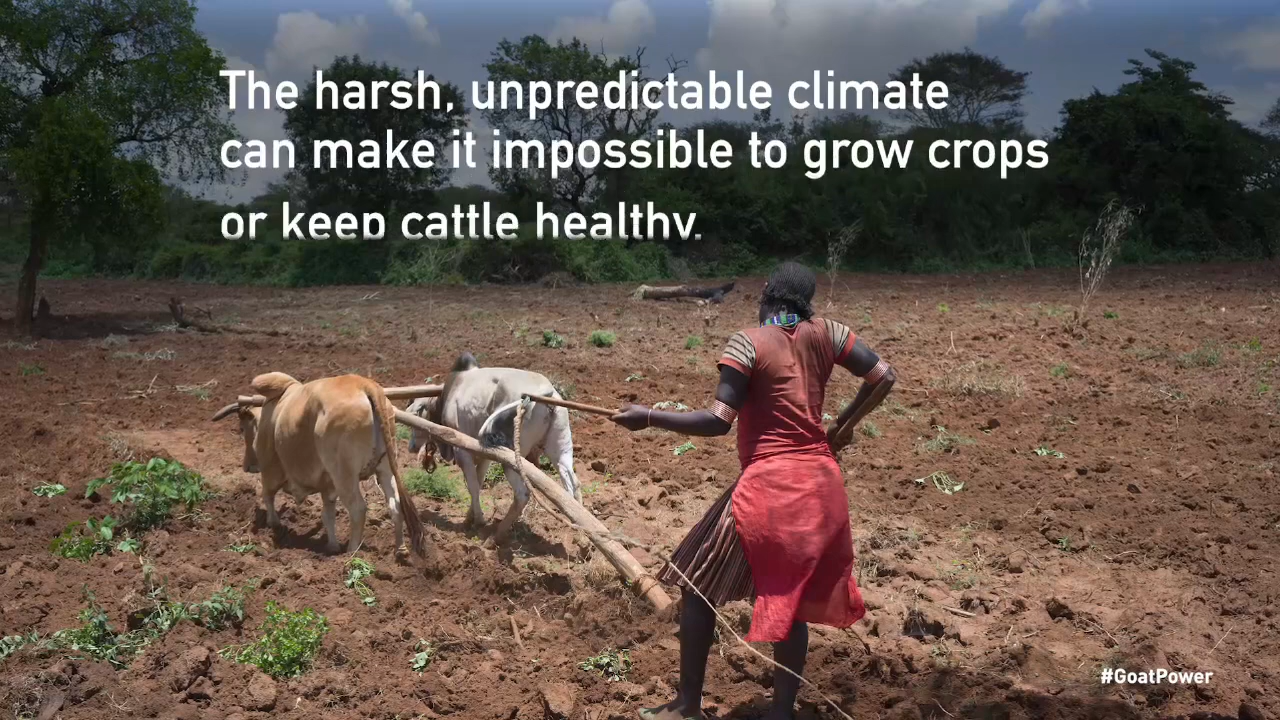 The harsh, unpredictable climate
can make it impossible to grow crops
or keep cattle healthy.
#GoatPower